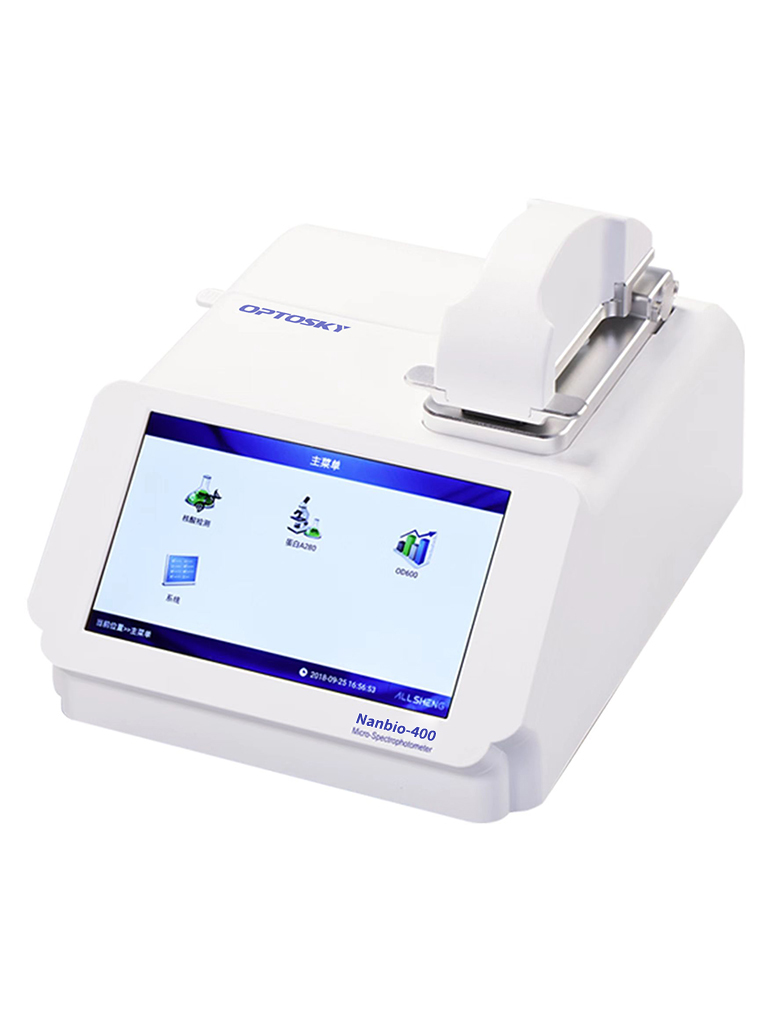 OPTOSKY
主菜单
核酸检测
蛋白A280
OD600
系统
当前位置>>主菜单
2018-09-25 16:56:53
ALLSHENG
Nanbio-400
Micro-Spectrophotometer